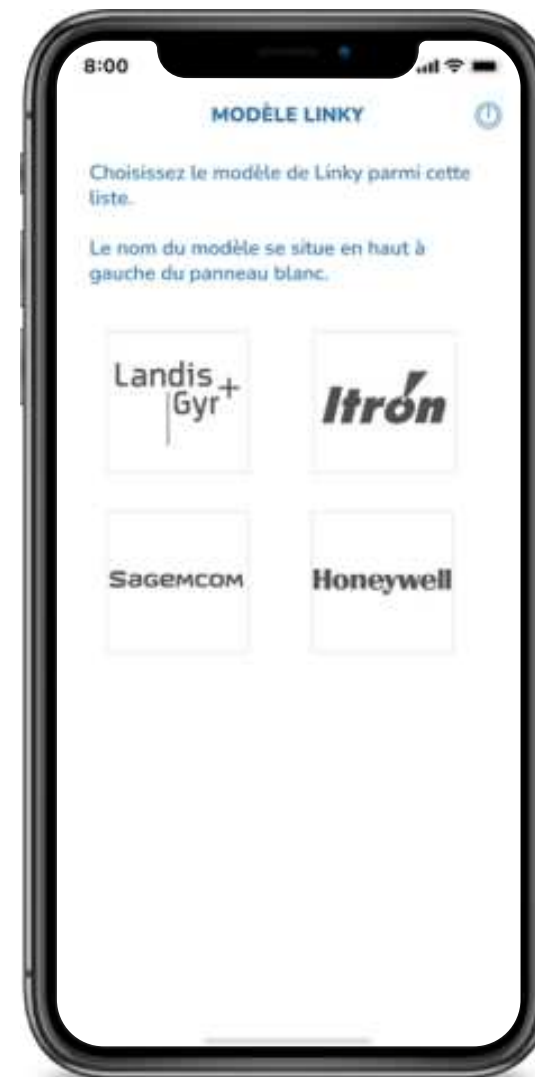 8:00
MODÈLE LINKY
Choisissez le modèle de Linky parmi cette
liste.
Le nom du modèle se situe en haut à
gauche du panneau blanc.
Landis
Gyr+
Itrón
SAGEMCOM
Honeywell